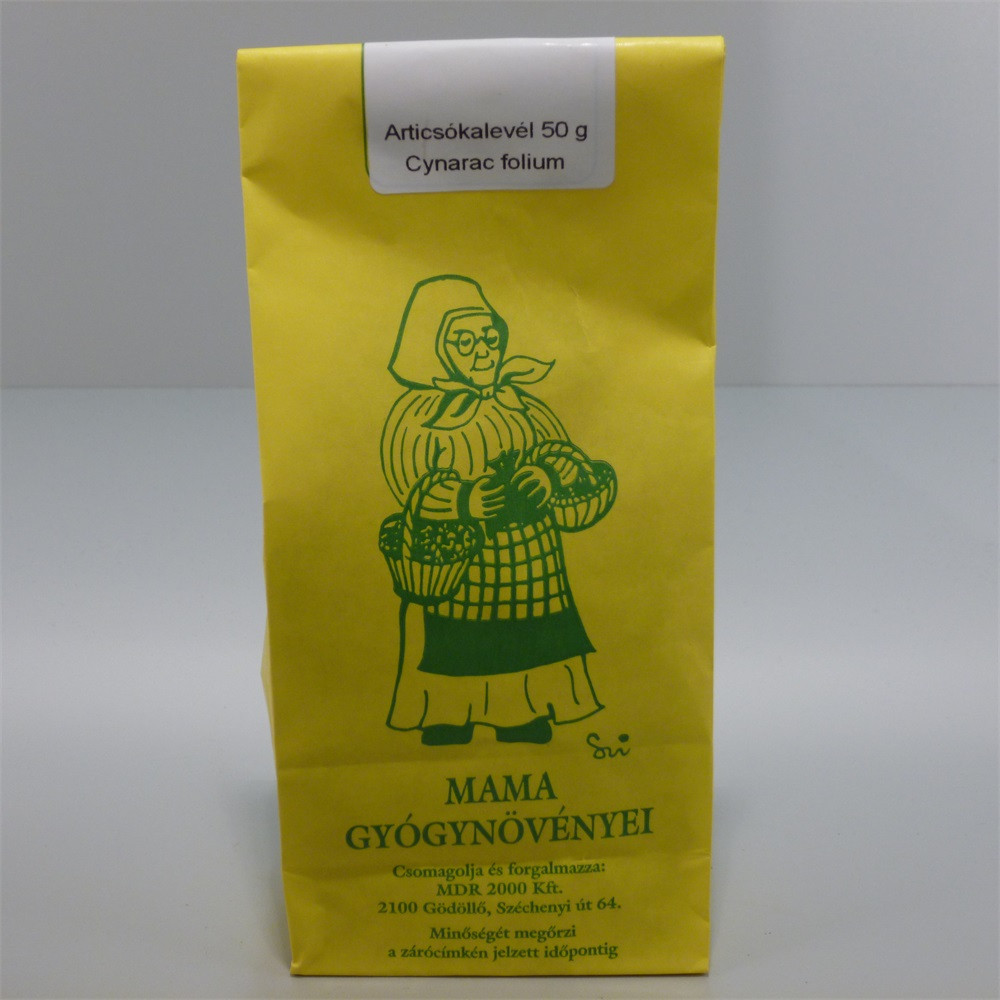 Articsókalevél 50 g
Cynarac folium
Sri
MAMA
GYÓGYNÖVÉNYEI
Csomagolja és forgalmazza:
MDR 2000 Kft.
2100 Gödöllő, Széchenyi út 64.
Minőségét megőrzi
a zárócímkén jelzett időpontig